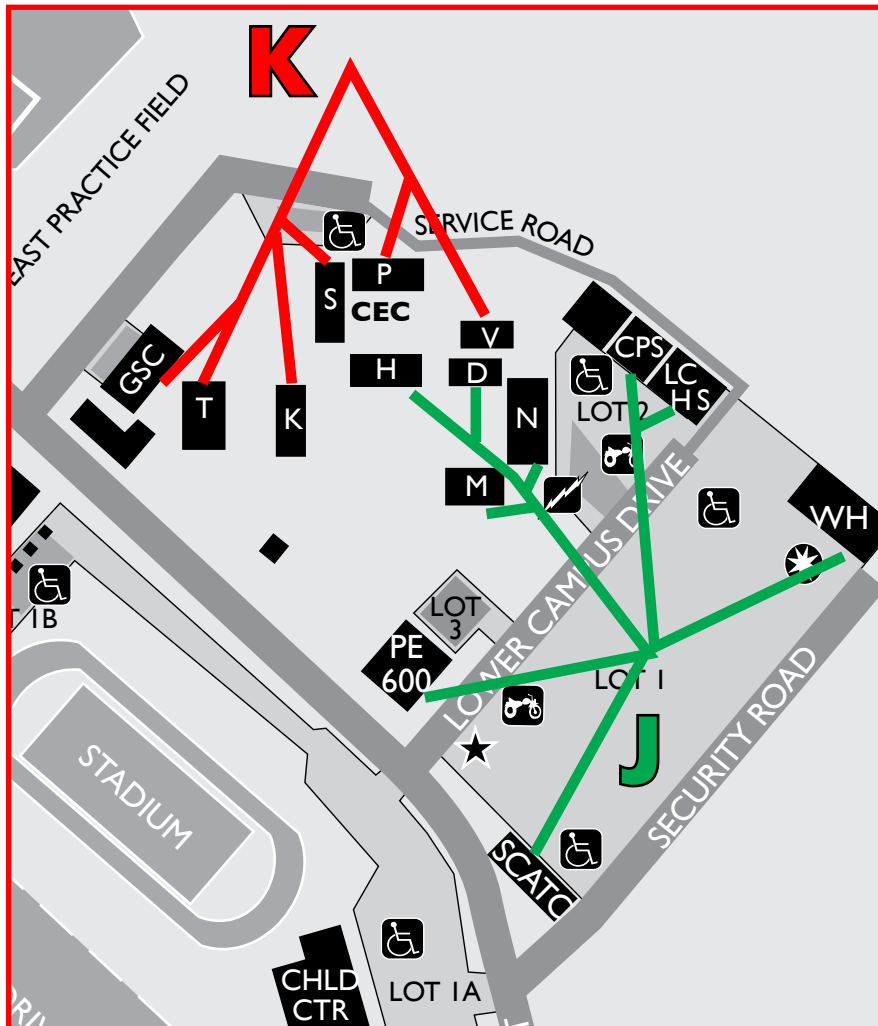 K
EAST PRACTICE FIELD
SERVICE ROAD
P
S
CEC
V
H
D
CPS
LC
HS
GSC
T
K
N
LOT 2
M
WH
LOT
3
LOWER CAMPUS DRIVE
1B
PE
600
LOT 1
J
SECURITY ROAD
STADIUM
SCATC
CHLD
CTR
LOT 1A